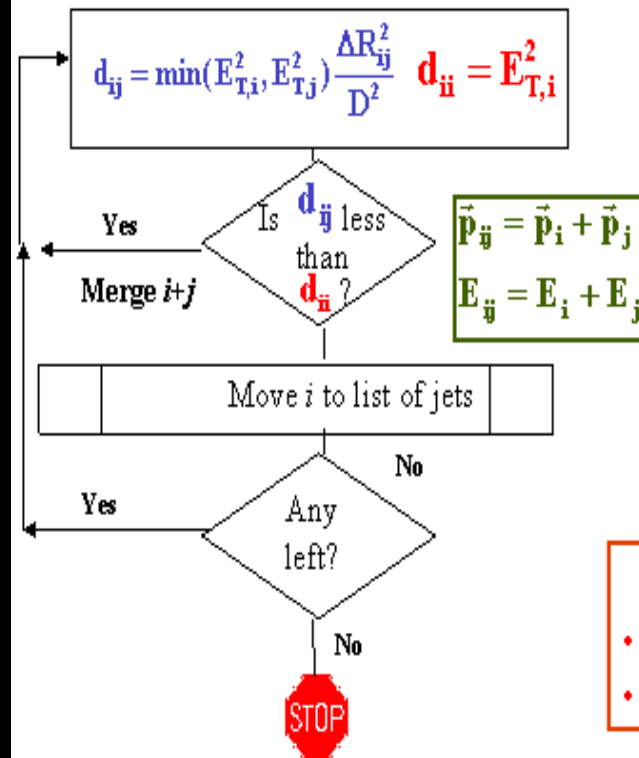 d_ij = min(E²_T,i, E²_T,j) ΔR²_ij / D² d_ii = E²_T,i
Is d_ij less
than
d_ii ?
Yes
Merge i+j
p⃗_ij = p⃗_i + p⃗_j
E_ij = E_i + E_j
Move i to list of jets
No
Any
left?
Yes
No
STOP
•
•